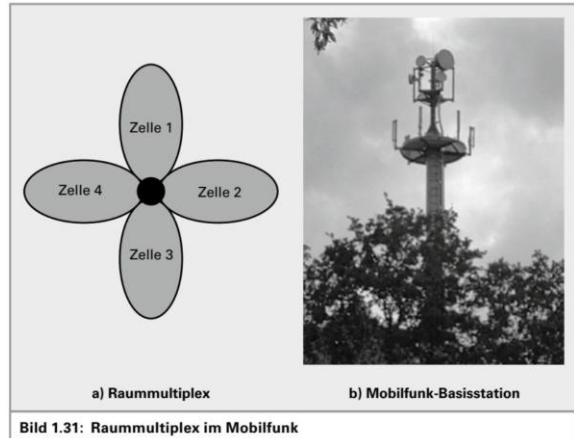 Zelle 1
Zelle 4
Zelle 2
Zelle 3
a) Raummultiplex
b) Mobilfunk-Basisstation
Bild 1.31: Raummultiplex im Mobilfunk